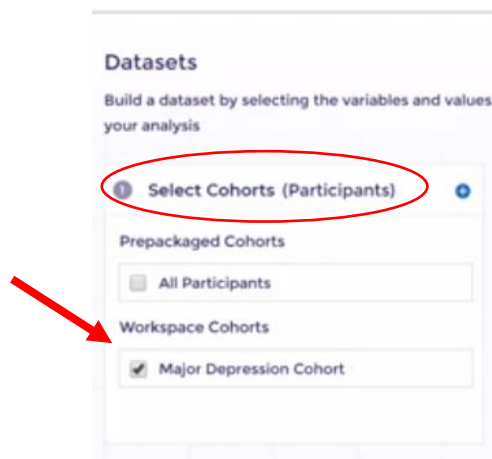 Datasets
Build a dataset by selecting the variables and values
your analysis
1 Select Cohorts (Participants)
Prepackaged Cohorts
All Participants
Workspace Cohorts
Major Depression Cohort